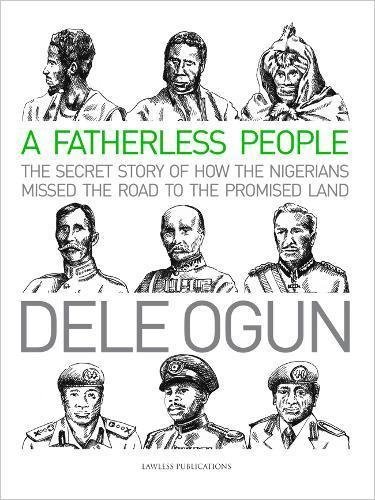 A FATHERLESS PEOPLE
THE SECRET STORY OF HOW THE NIGERIANS
MISSED THE ROAD TO THE PROMISED LAND
DELE OGUN
LAWLESS PUBLICATIONS